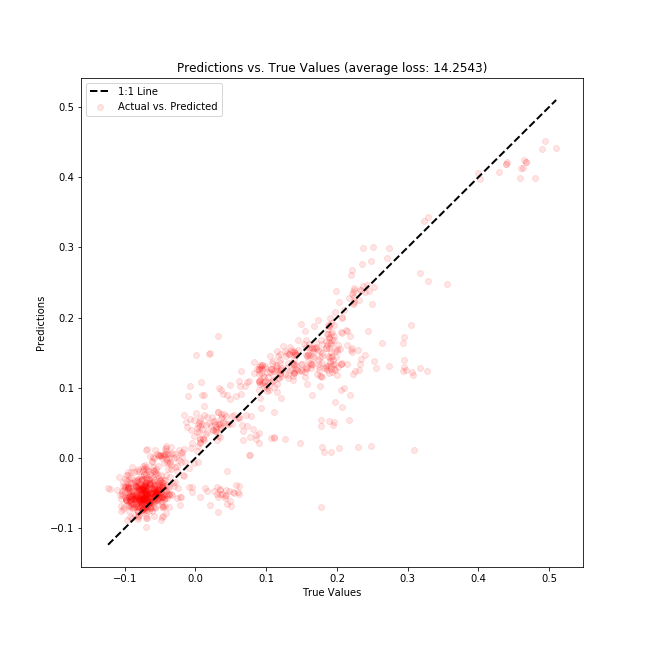 Predictions vs. True Values (average loss: 14.2543)
1:1 Line
Actual vs. Predicted
0.5
0.4
0.3
0.2
0.1
0.0
−0.1
Predictions
−0.1 0.0 0.1 0.2 0.3 0.4 0.5
True Values